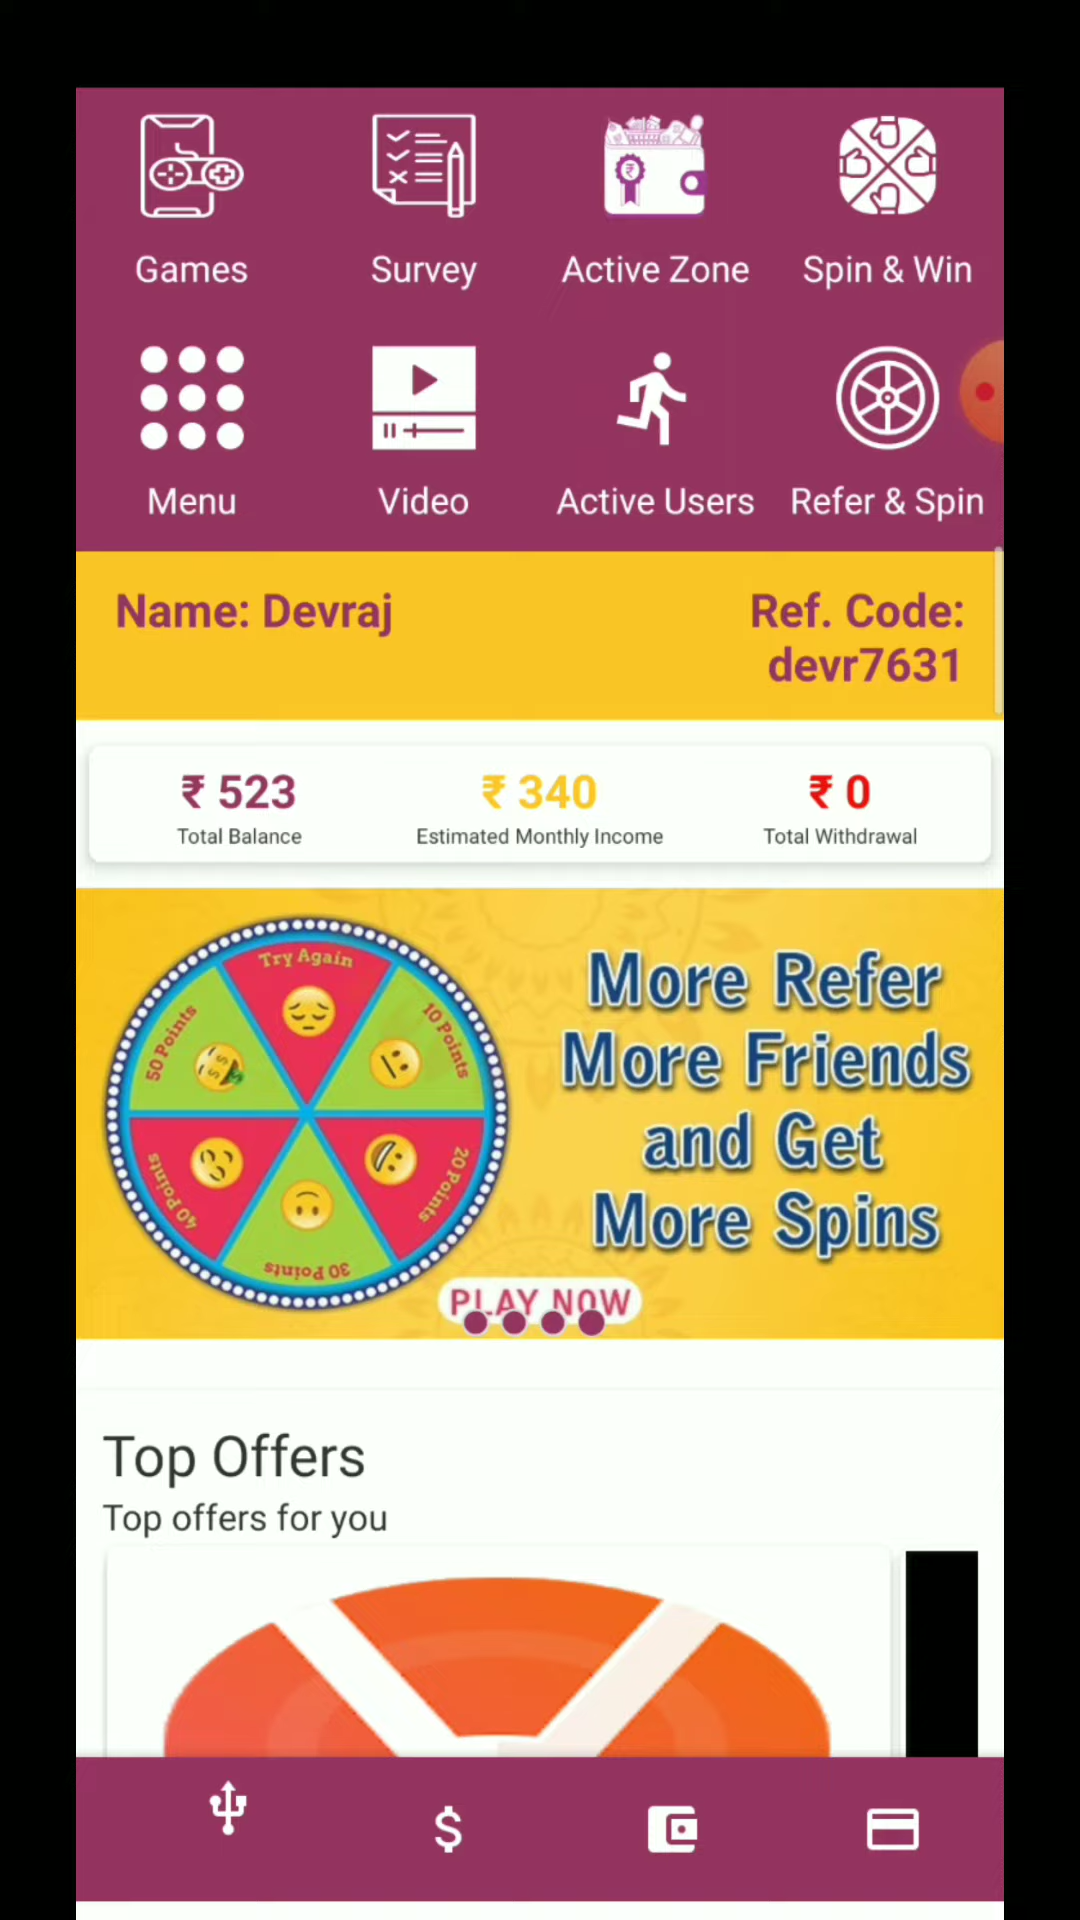 Games
Survey
Active Zone
Spin & Win
Menu
Video
Active Users
Refer & Spin
Name: Devraj
Ref. Code:
devr7631
₹ 523
₹ 340
₹ 0
Total Balance
Estimated Monthly Income
Total Withdrawal
Try Again
10 Points
20 Points
30 Points
40 Points
50 Points
More Refer
More Friends
and Get
More Spins
PLAY NOW
Top Offers
Top offers for you